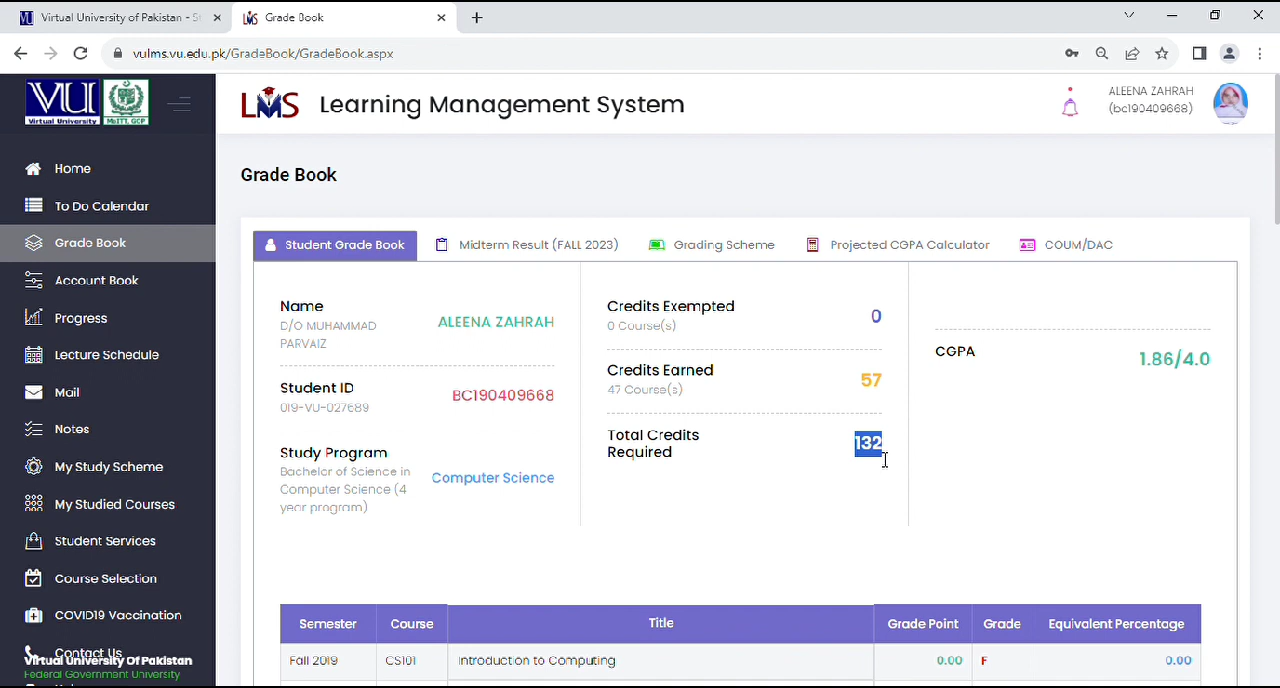 Virtual University of Pakistan - S
Grade Book
vulms.vu.edu.pk/GradeBook/GradeBook.aspx
VU
Virtual University
MoITT, GOP
LMS
Learning Management System
ALEENA ZAHRAH
(bc190409668)
Home
To Do Calendar
Grade Book
Account Book
Progress
Lecture Schedule
Mail
Notes
My Study Scheme
My Studied Courses
Student Services
Course Selection
COVID19 Vaccination
Contact Us
Virtual University Of Pakistan
Federal Government University
Grade Book
Student Grade Book
Midterm Result (FALL 2023)
Grading Scheme
Projected CGPA Calculator
COUM/DAC
Name
D/O MUHAMMAD
PARVAIZ
ALEENA ZAHRAH
Student ID
019-VU-027689
BC190409668
Study Program
Bachelor of Science in
Computer Science (4
year program)
Computer Science
Credits Exempted
0 Course(s)
0
Credits Earned
47 Course(s)
57
Total Credits
Required
132
CGPA
1.86/4.0
Semester Course Title Grade Point Grade Equivalent Percentage
Fall 2019 CS101 Introduction to Computing 0.00 F 0.00